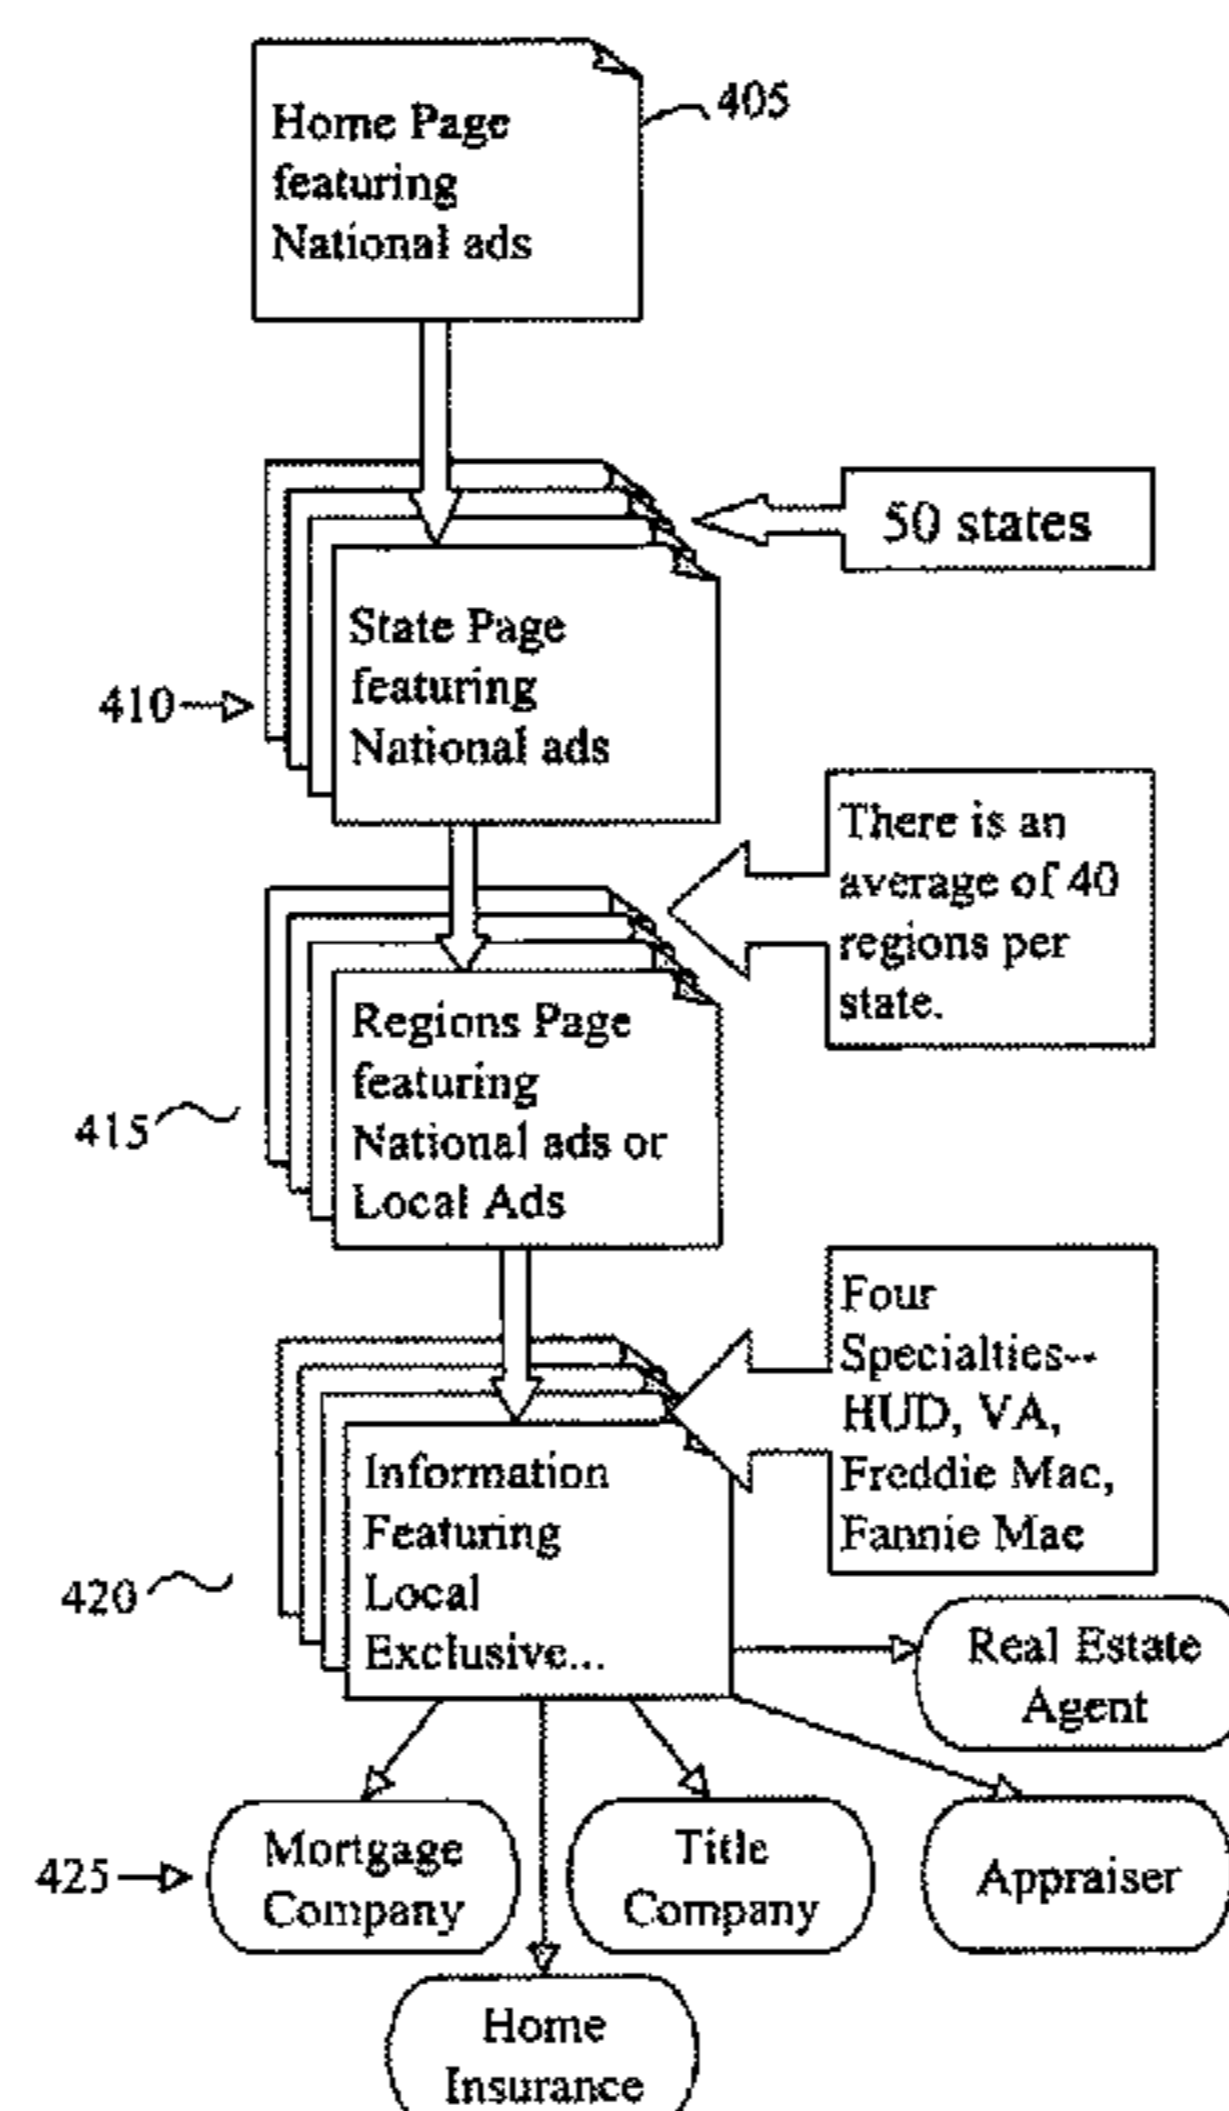 Home Page
featuring
National ads
405
50 states
State Page
featuring
National ads
410
There is an
average of 40
regions per
state.
Regions Page
featuring
National ads or
Local Ads
415
Four
Specialties--
HUD, VA,
Freddie Mac,
Fannie Mae
Information
Featuring
Local
Exclusive...
420
Real Estate
Agent
Mortgage
Company
425
Title
Company
Appraiser
Home
Insurance